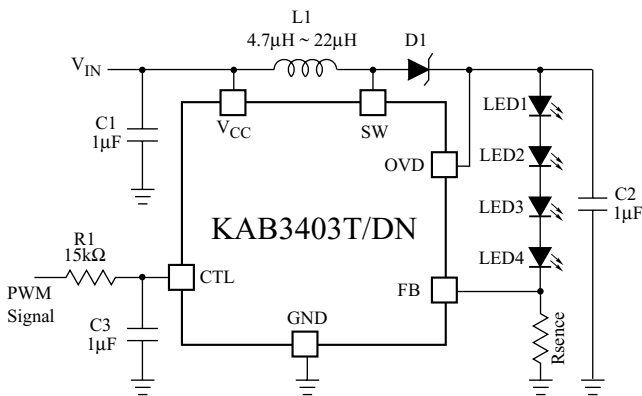 L1
4.7μH ~ 22μH
D1
VIN
VCC
SW
C1
1μF
OVD
LED1
LED2
LED3
LED4
C2
1μF
KAB3403T/DN
R1
15kΩ
CTL
FB
PWM
Signal
C3
1μF
GND
Rsence